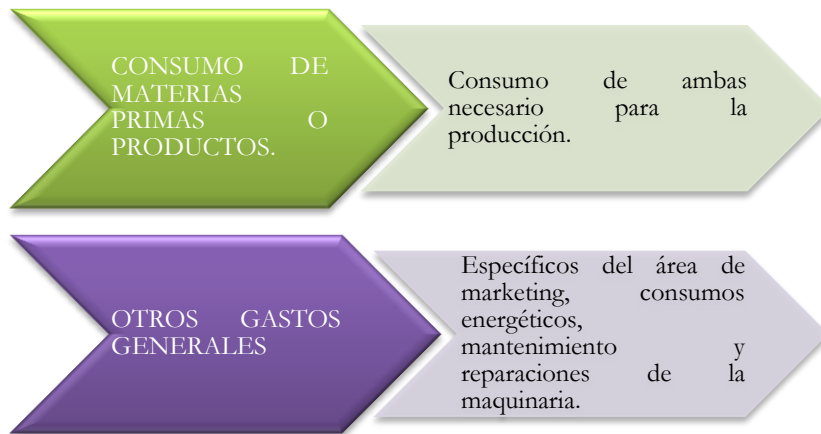 CONSUMO DE
MATERIAS
PRIMAS O
PRODUCTOS.
Consumo de ambas
necesario para la
producción.
OTROS GASTOS
GENERALES
Específicos del área de
marketing, consumos
energéticos,
mantenimiento y
reparaciones de la
maquinaria.